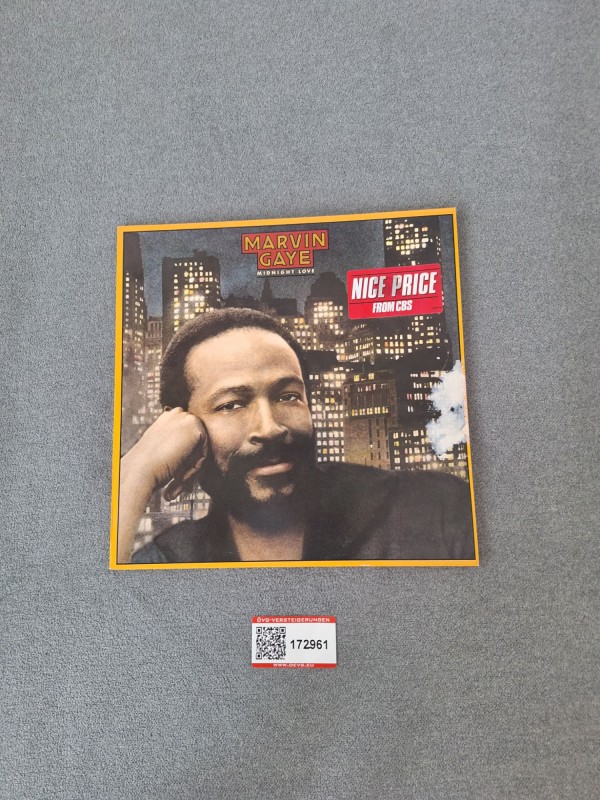 MARVIN
GAYE
MIDNIGHT LOVE
NICE PRICE
FROM CBS
ÖVG-VERSTEIGERUNGEN
172961
WWW.OEVG.EU